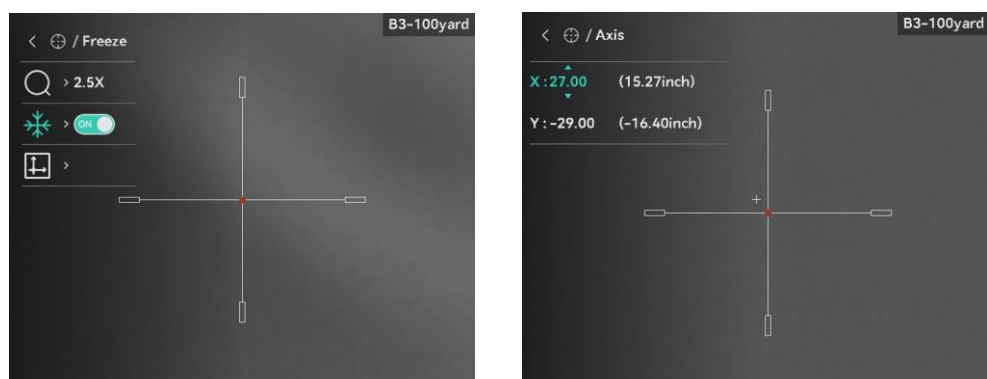 B3-100yard
/ Freeze
2.5X
ON
B3-100yard
/ Axis
X :27.00 (15.27inch)
Y :-29.00 (-16.40inch)